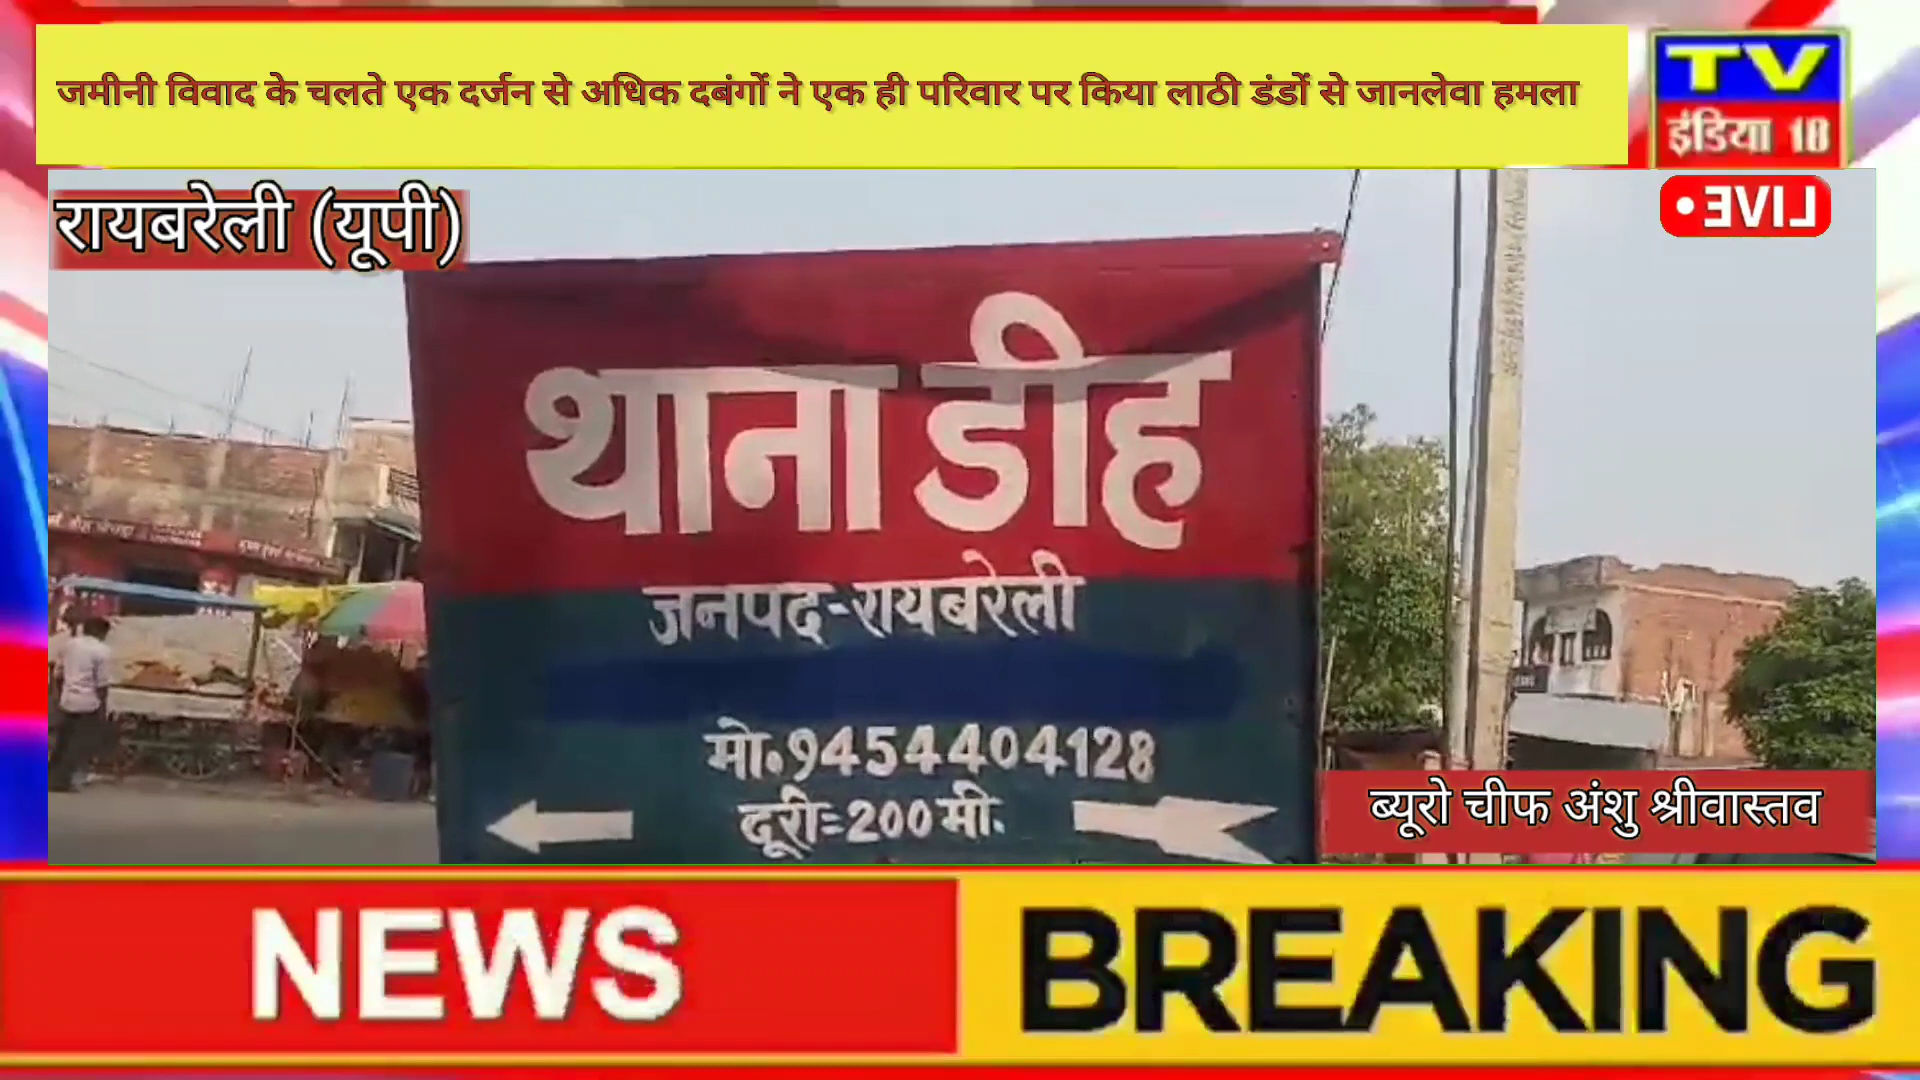 जमीनी विवाद के चलते एक दर्जन से अधिक दबंगों ने एक ही परिवार पर किया लाठी डंडों से जानलेवा हमला
TV
इंडिया 18
LIVE
रायबरेली (यूपी)
थाना डीह
जनपद-रायबरेली
मो.9454404128
दूरी=200 मी.
ब्यूरो चीफ अंशु श्रीवास्तव
NEWS
BREAKING